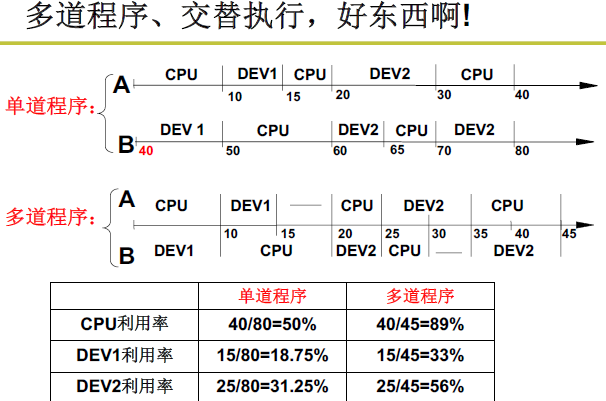 多道程序、交替执行，好东西啊!
单道程序：
A CPU DEV1 CPU DEV2 CPU
10 15 20 30 40
B DEV 1 CPU DEV2 CPU DEV2
40 50 60 65 70 80
多道程序：
A CPU DEV1 CPU DEV2 CPU
10 15 20 25 30 35 40 45
B DEV1 CPU DEV2 CPU DEV2
单道程序 多道程序
CPU利用率 40/80=50% 40/45=89%
DEV1利用率 15/80=18.75% 15/45=33%
DEV2利用率 25/80=31.25% 25/45=56%